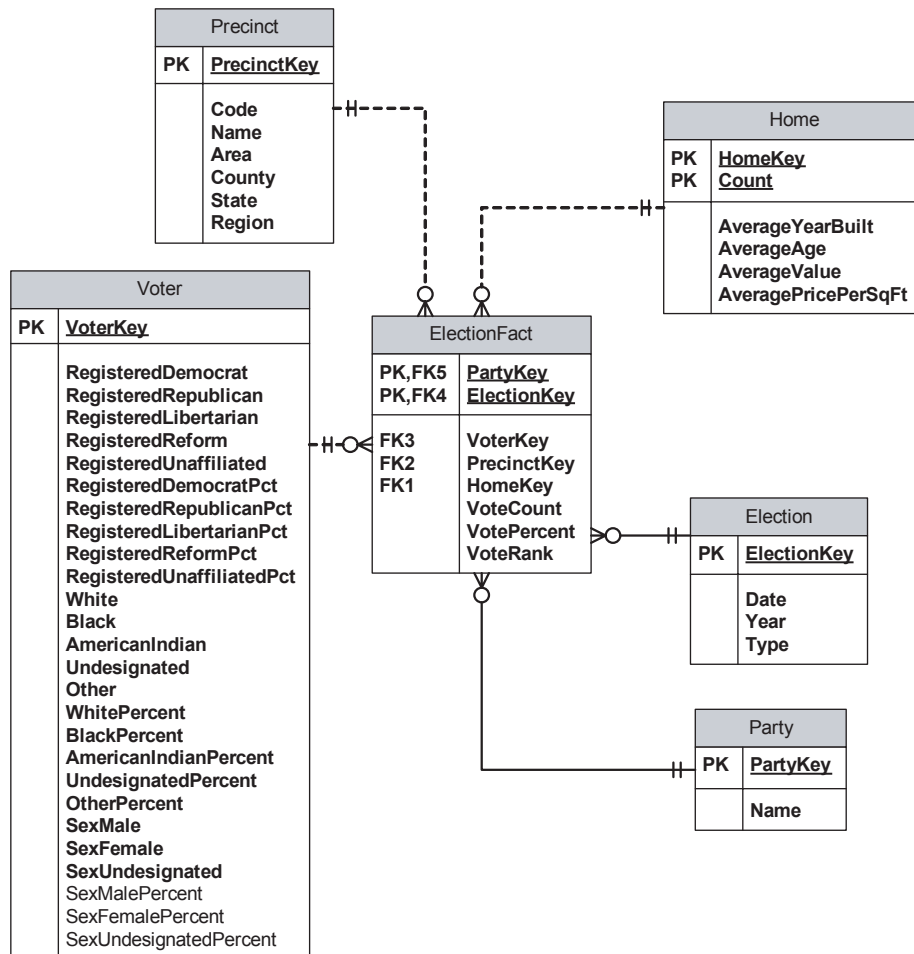 Precinct
PK PrecinctKey
Code
Name
Area
County
State
Region
Home
PK HomeKey
PK Count
AverageYearBuilt
AverageAge
AverageValue
AveragePricePerSqFt
Voter
PK VoterKey
RegisteredDemocrat
RegisteredRepublican
RegisteredLibertarian
RegisteredReform
RegisteredUnaffiliated
RegisteredDemocratPct
RegisteredRepublicanPct
RegisteredLibertarianPct
RegisteredReformPct
RegisteredUnaffiliatedPct
White
Black
AmericanIndian
Undesignated
Other
WhitePercent
BlackPercent
AmericanIndianPercent
UndesignatedPercent
OtherPercent
SexMale
SexFemale
SexUndesignated
SexMalePercent
SexFemalePercent
SexUndesignatedPercent
ElectionFact
PK,FK5 PartyKey
PK,FK4 ElectionKey
FK3 VoterKey
FK2 PrecinctKey
FK1 HomeKey
VoteCount
VotePercent
VoteRank
Election
PK ElectionKey
Date
Year
Type
Party
PK PartyKey
Name